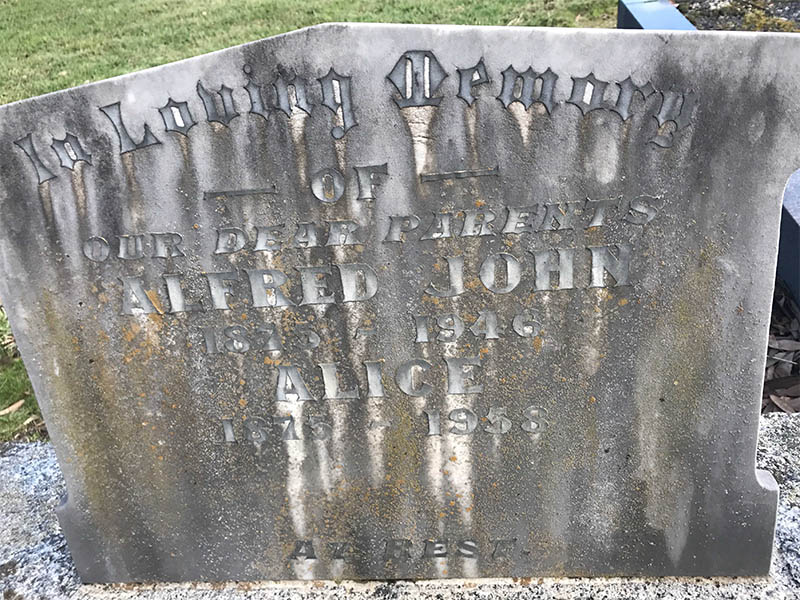 In Loving Memory
— OF —
OUR DEAR PARENTS
ALFRED JOHN
1875 - 1946
ALICE
1875 - 1958
AT REST.